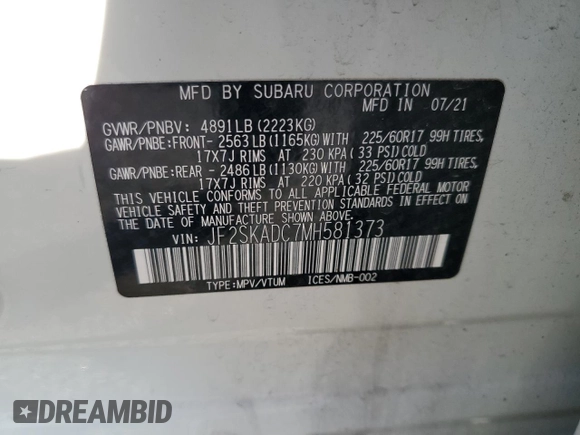 MFD BY SUBARU CORPORATION
MFD IN 07/21
GVWR/PNBV: 4891LB(2223KG)
GAWR/PNBE:FRONT- 2563LB(1165KG)WITH 225/60R17 99H TIRES
17X7J RIMS AT 230 KPA(33 PSI)COLD
GAWR/PNBE:REAR - 2486LB(1130KG)WITH 225/60R17 99H TIRES
17X7J RIMS AT 220 KPA(32 PSI)COLD
THIS VEHICLE CONFORMS TO ALL APPLICABLE FEDERAL MOTOR
VEHICLE SAFETY AND THEFT PREVENTION STANDARDS IN EFFECT
ON THE DATE OF MANUFACTURE SHOWN ABOVE.
VIN: JF2SKADC7MH581373
TYPE:MPV/VTUM ICES/NMB-002
DREAMBID